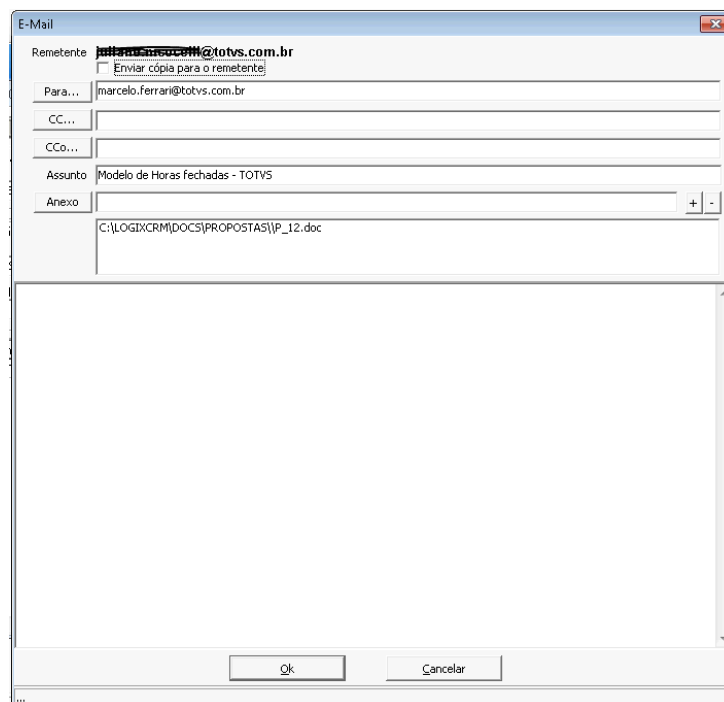 E-Mail
Remetente @totvs.com.br
Enviar cópia para o remetente
Para... marcelo.ferrari@totvs.com.br
CC...
CCo...
Assunto Modelo de Horas fechadas - TOTVS
Anexo + -
C:\LOGIXCRM\DOCS\PROPOSTAS\\P_12.doc
Ok Cancelar
...